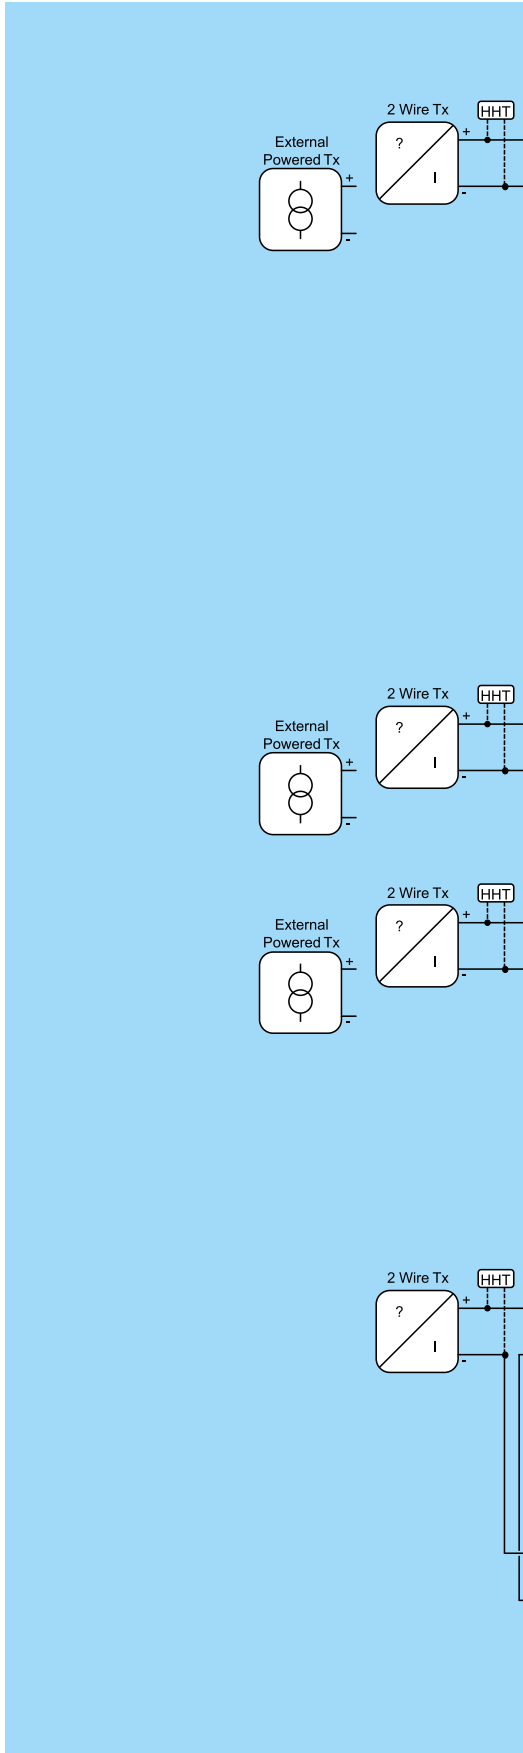 2 Wire Tx
HHT
+
?
I
-
External
Powered Tx
+
-
2 Wire Tx
HHT
+
?
I
-
External
Powered Tx
+
-
2 Wire Tx
HHT
+
?
I
-
External
Powered Tx
+
-
2 Wire Tx
HHT
+
?
I
-